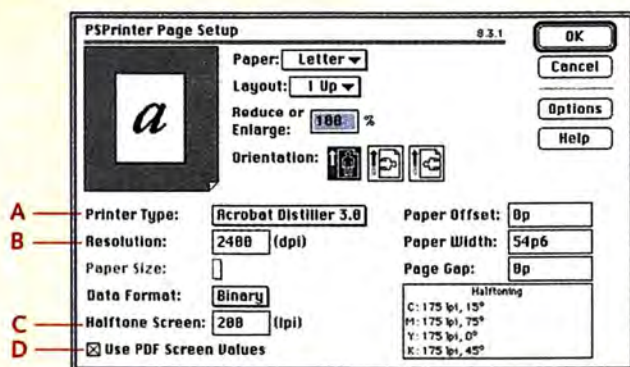 PSPrinter Page Setup 8.3.1
OK
Cancel
Options
Help
a
Paper: Letter
Layout: 1 Up
Reduce or
Enlarge: 100 %
Orientation:
A Printer Type: Acrobat Distiller 3.0
B Resolution: 2400 (dpi)
Paper Size:
Data Format: Binary
C Halftone Screen: 200 (lpi)
D Use PDF Screen Values
Paper Offset: 0p
Paper Width: 54p6
Page Gap: 0p
Halftoning
C: 175 lpi, 15°
M: 175 lpi, 75°
Y: 175 lpi, 0°
K: 175 lpi, 45°